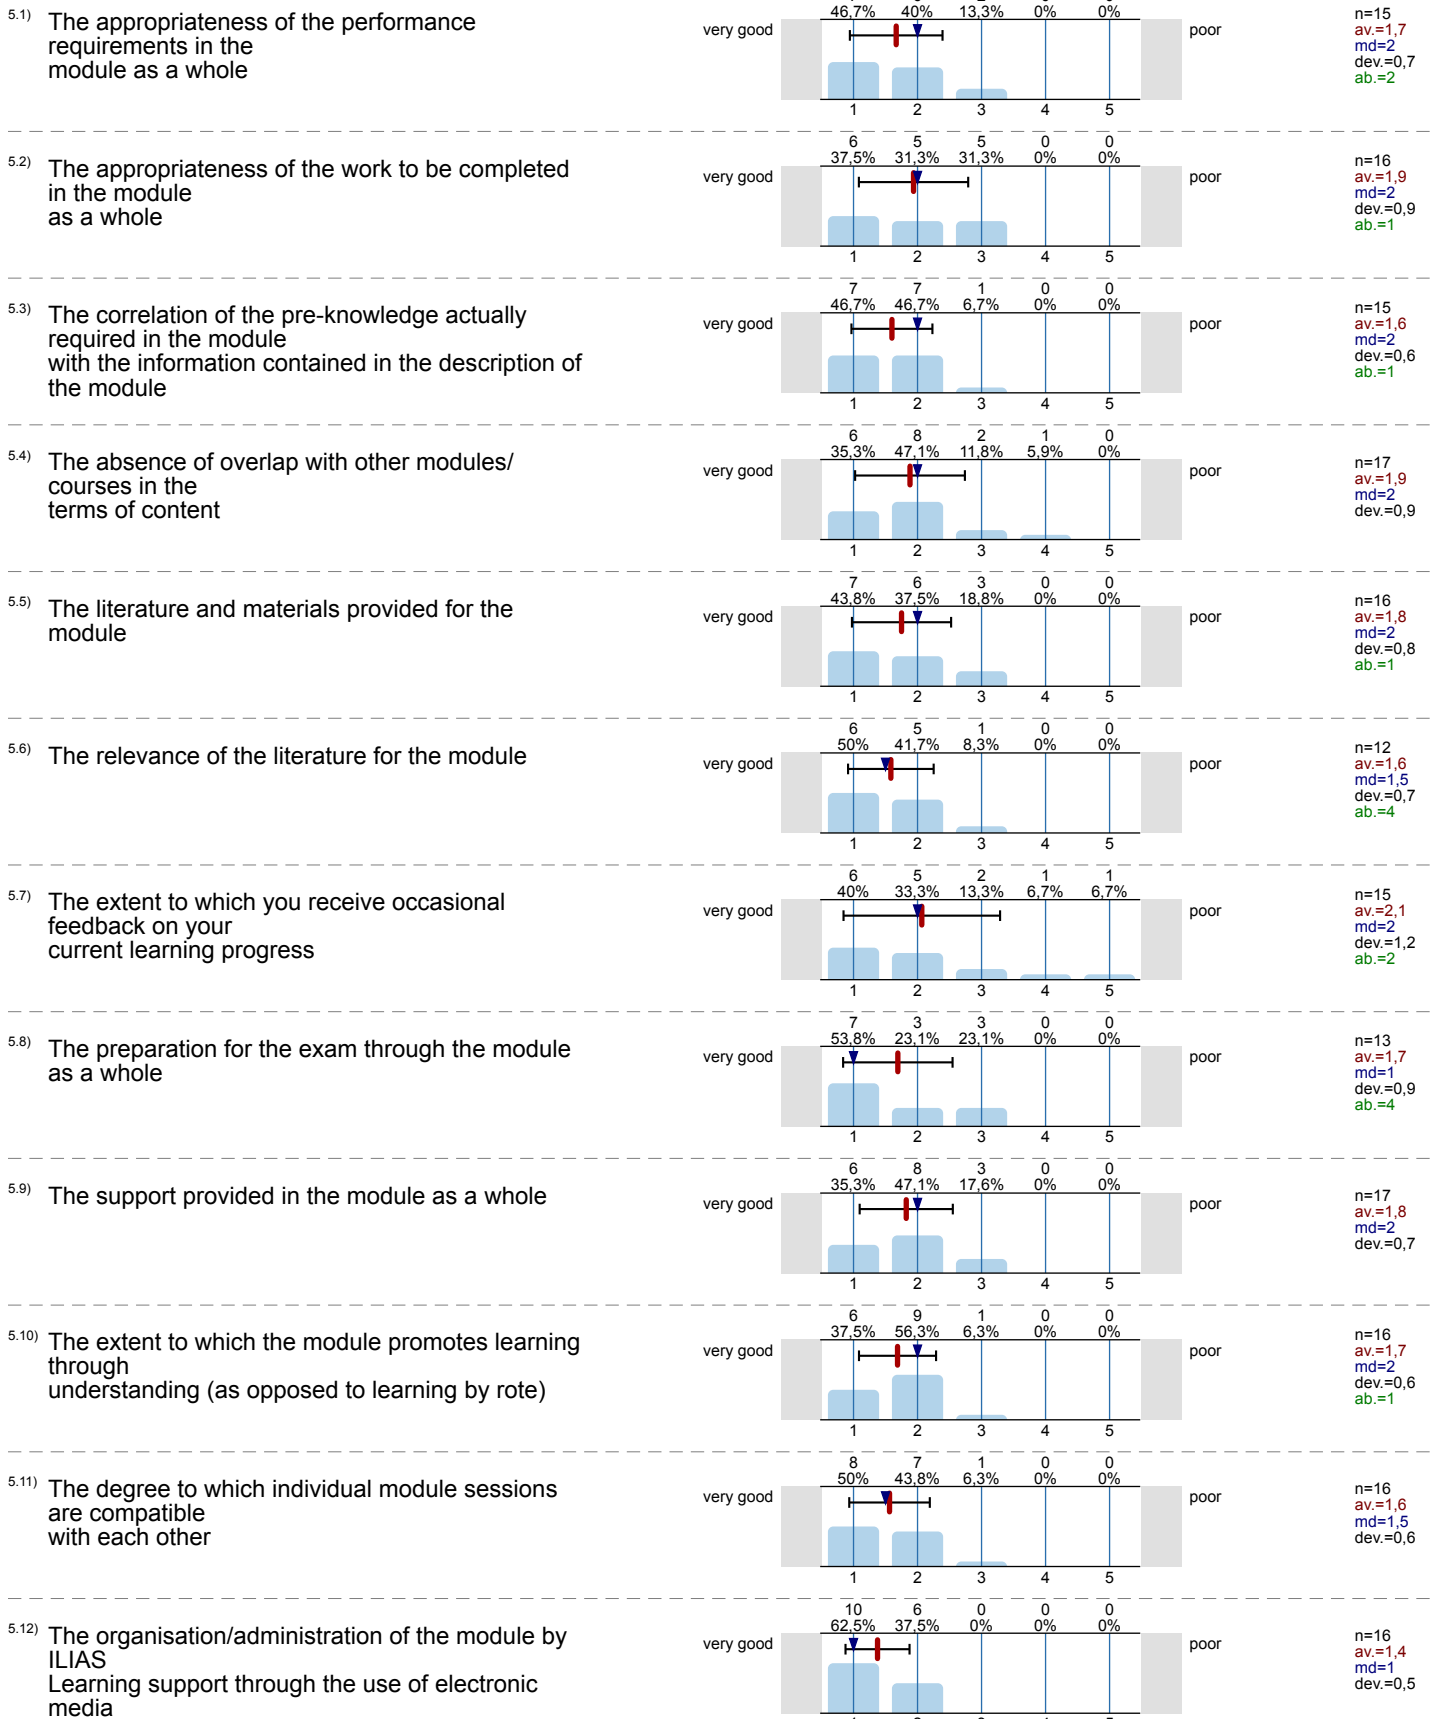 5.1) The appropriateness of the performance
requirements in the
module as a whole
46,7% 40% 13,3% 0% 0%
very good
poor
n=15
av.=1,7
md=2
dev.=0,7
ab.=2
1 2 3 4 5
5.2) The appropriateness of the work to be completed
in the module
as a whole
6 5 5 0 0
37,5% 31,3% 31,3% 0% 0%
very good
poor
n=16
av.=1,9
md=2
dev.=0,9
ab.=1
1 2 3 4 5
5.3) The correlation of the pre-knowledge actually
required in the module
with the information contained in the description of
the module
7 7 1 0 0
46,7% 46,7% 6,7% 0% 0%
very good
poor
n=15
av.=1,6
md=2
dev.=0,6
ab.=1
1 2 3 4 5
5.4) The absence of overlap with other modules/
courses in the
terms of content
6 8 2 1 0
35,3% 47,1% 11,8% 5,9% 0%
very good
poor
n=17
av.=1,9
md=2
dev.=0,9
1 2 3 4 5
5.5) The literature and materials provided for the
module
7 6 3 0 0
43,8% 37,5% 18,8% 0% 0%
very good
poor
n=16
av.=1,8
md=2
dev.=0,8
ab.=1
1 2 3 4 5
5.6) The relevance of the literature for the module
6 5 1 0 0
50% 41,7% 8,3% 0% 0%
very good
poor
n=12
av.=1,6
md=1,5
dev.=0,7
ab.=4
1 2 3 4 5
5.7) The extent to which you receive occasional
feedback on your
current learning progress
6 5 2 1 1
40% 33,3% 13,3% 6,7% 6,7%
very good
poor
n=15
av.=2,1
md=2
dev.=1,2
ab.=2
1 2 3 4 5
5.8) The preparation for the exam through the module
as a whole
7 3 3 0 0
53,8% 23,1% 23,1% 0% 0%
very good
poor
n=13
av.=1,7
md=1
dev.=0,9
ab.=4
1 2 3 4 5
5.9) The support provided in the module as a whole
6 8 3 0 0
35,3% 47,1% 17,6% 0% 0%
very good
poor
n=17
av.=1,8
md=2
dev.=0,7
1 2 3 4 5
5.10) The extent to which the module promotes learning
through
understanding (as opposed to learning by rote)
6 9 1 0 0
37,5% 56,3% 6,3% 0% 0%
very good
poor
n=16
av.=1,7
md=2
dev.=0,6
ab.=1
1 2 3 4 5
5.11) The degree to which individual module sessions
are compatible
with each other
8 7 1 0 0
50% 43,8% 6,3% 0% 0%
very good
poor
n=16
av.=1,6
md=1,5
dev.=0,6
1 2 3 4 5
5.12) The organisation/administration of the module by
ILIAS
Learning support through the use of electronic
media
10 6 0 0 0
62,5% 37,5% 0% 0% 0%
very good
poor
n=16
av.=1,4
md=1
dev.=0,5